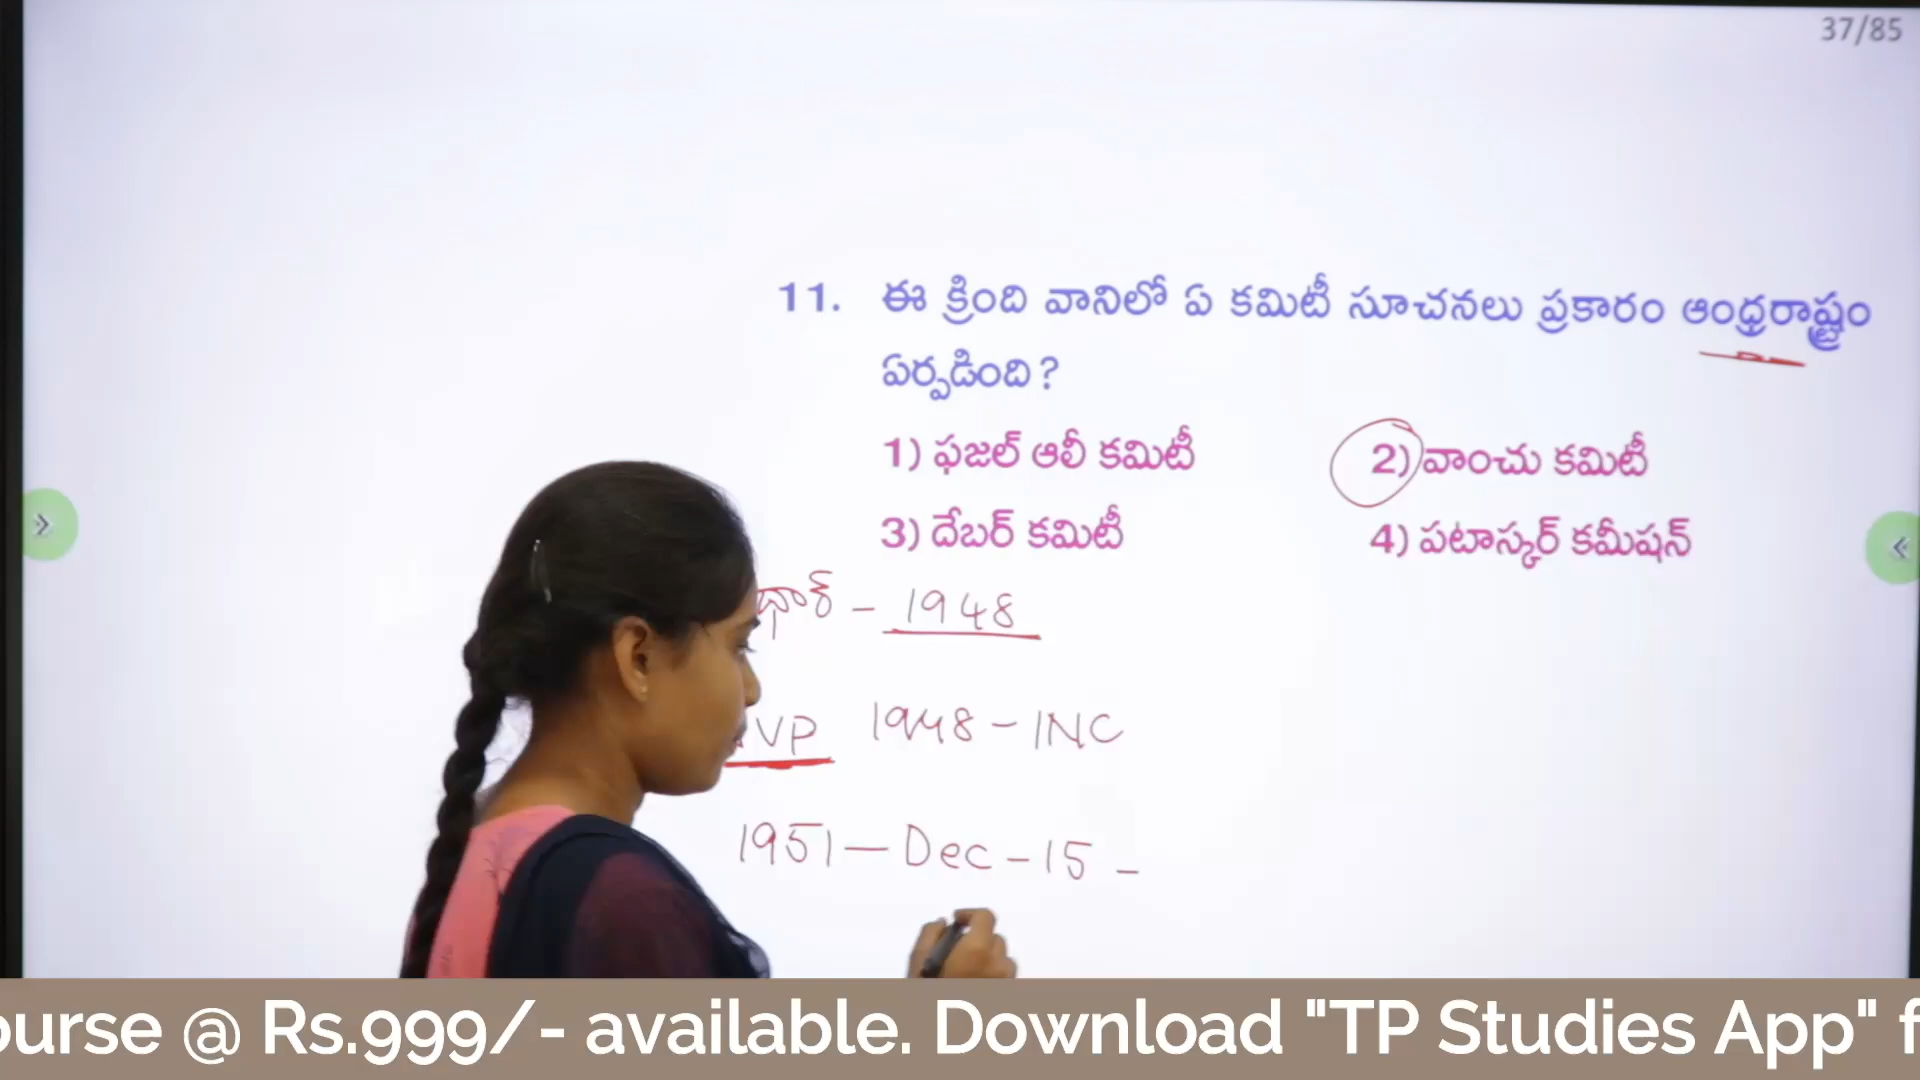 37/85
11. ఈ క్రింది వానిలో ఏ కమిటీ సూచనలు ప్రకారం ఆంధ్రరాష్ట్రం
ఏర్పడింది?
1) ఫజల్ ఆలీ కమిటీ 2) వాంచు కమిటీ
3) దేబర్ కమిటీ 4) పటాస్కర్ కమీషన్
థార్ - 1948
VP 1948 - INC
1951 - Dec - 15 -
ourse @ Rs.999/- available. Download "TP Studies App" f